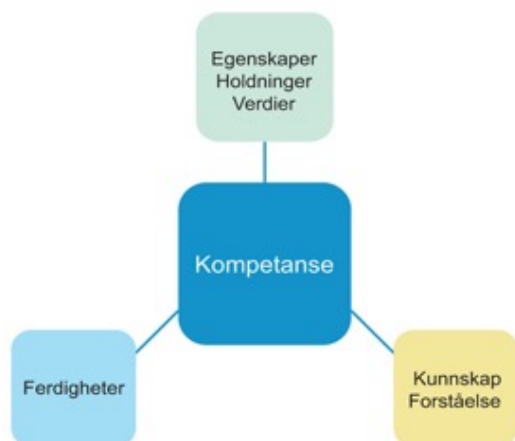 Egenskaper
Holdninger
Verdier
Kompetanse
Ferdigheter
Kunnskap
Forståelse